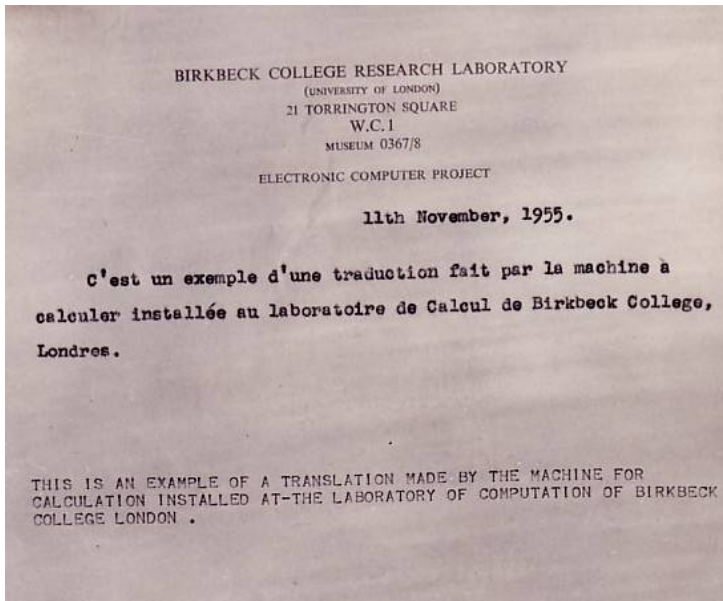 BIRKBECK COLLEGE RESEARCH LABORATORY
(UNIVERSITY OF LONDON)
21 TORRINGTON SQUARE
W.C.1
MUSEUM 0367/8
ELECTRONIC COMPUTER PROJECT
11th November, 1955.
C'est un exemple d'une traduction fait par la machine à
calculer installée au laboratoire de Calcul de Birkbeck College,
Londres.
THIS IS AN EXAMPLE OF A TRANSLATION MADE BY THE MACHINE FOR
CALCULATION INSTALLED AT-THE LABORATORY OF COMPUTATION OF BIRKBECK
COLLEGE LONDON .